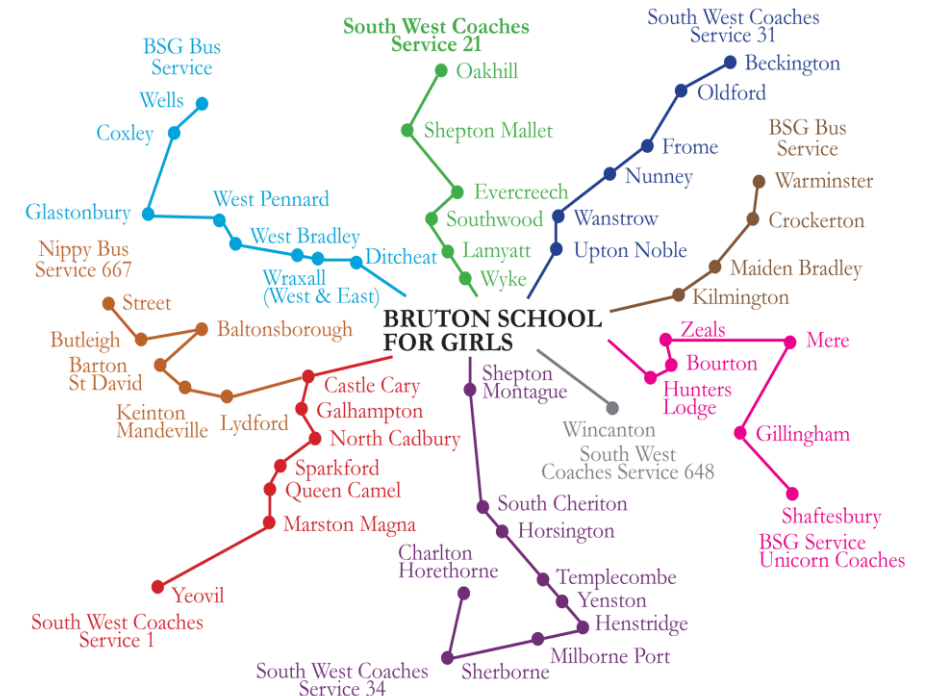 South West Coaches
Service 21
South West Coaches
Service 31
BSG Bus
Service
Wells
Coxley
Glastonbury
West Pennard
West Bradley
Wraxall
(West & East)
Ditcheat
Oakhill
Shepton Mallet
Evercreech
Southwood
Lamyatt
Wyke
Beckington
Oldford
Frome
Nunney
Wanstrow
Upton Noble
BSG Bus
Service
Warminster
Crockerton
Maiden Bradley
Kilmington
Nippy Bus
Service 667
Street
Butleigh
Baltonsborough
Barton
St David
Keinton
Mandeville
Lydford
BRUTON SCHOOL
FOR GIRLS
Zeals
Mere
Bourton
Hunters
Lodge
Gillingham
Shaftesbury
BSG Service
Unicorn Coaches
Wincanton
South West
Coaches Service 648
Castle Cary
Galhampton
North Cadbury
Sparkford
Queen Camel
Marston Magna
Yeovil
South West Coaches
Service 1
Shepton
Montague
South Cheriton
Horsington
Templecombe
Yenston
Henstridge
Milborne Port
Sherborne
Charlton
Horethorne
South West Coaches
Service 34